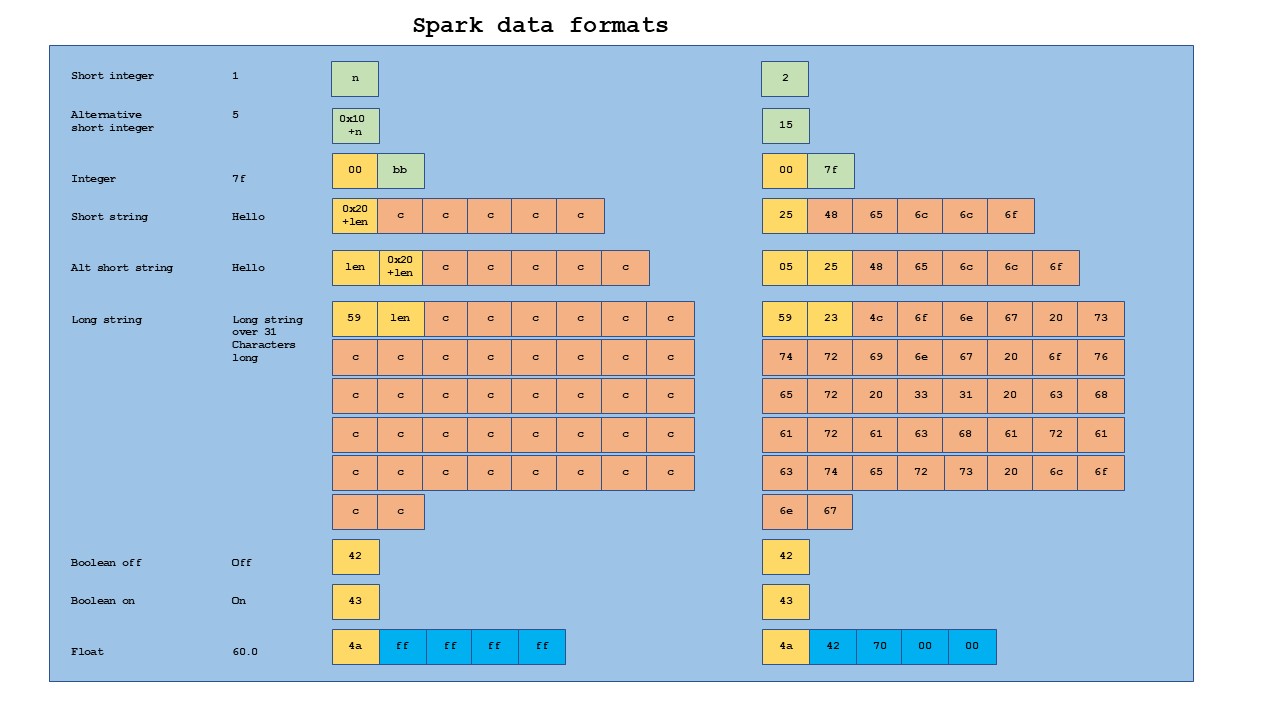 Spark data formats
Short integer 1 n 2
Alternative short integer 5 0x10 +n 15
Integer 7f 00 bb 00 7f
Short string Hello 0x20 +len c c c c c 25 48 65 6c 6c 6f
Alt short string Hello len 0x20 +len c c c c c 05 25 48 65 6c 6c 6f
Long string Long string over 31 Characters long 59 len c c c c c c 59 23 4c 6f 6e 67 20 73
c c c c c c c c 74 72 69 6e 67 20 6f 76
c c c c c c c c 65 72 20 33 31 20 63 68
c c c c c c c c 61 72 61 63 68 61 72 61
c c c c c c c c 63 74 65 72 73 20 6c 6f
c c 6e 67
Boolean off Off 42 42
Boolean on On 43 43
Float 60.0 4a ff ff ff ff 4a 42 70 00 00